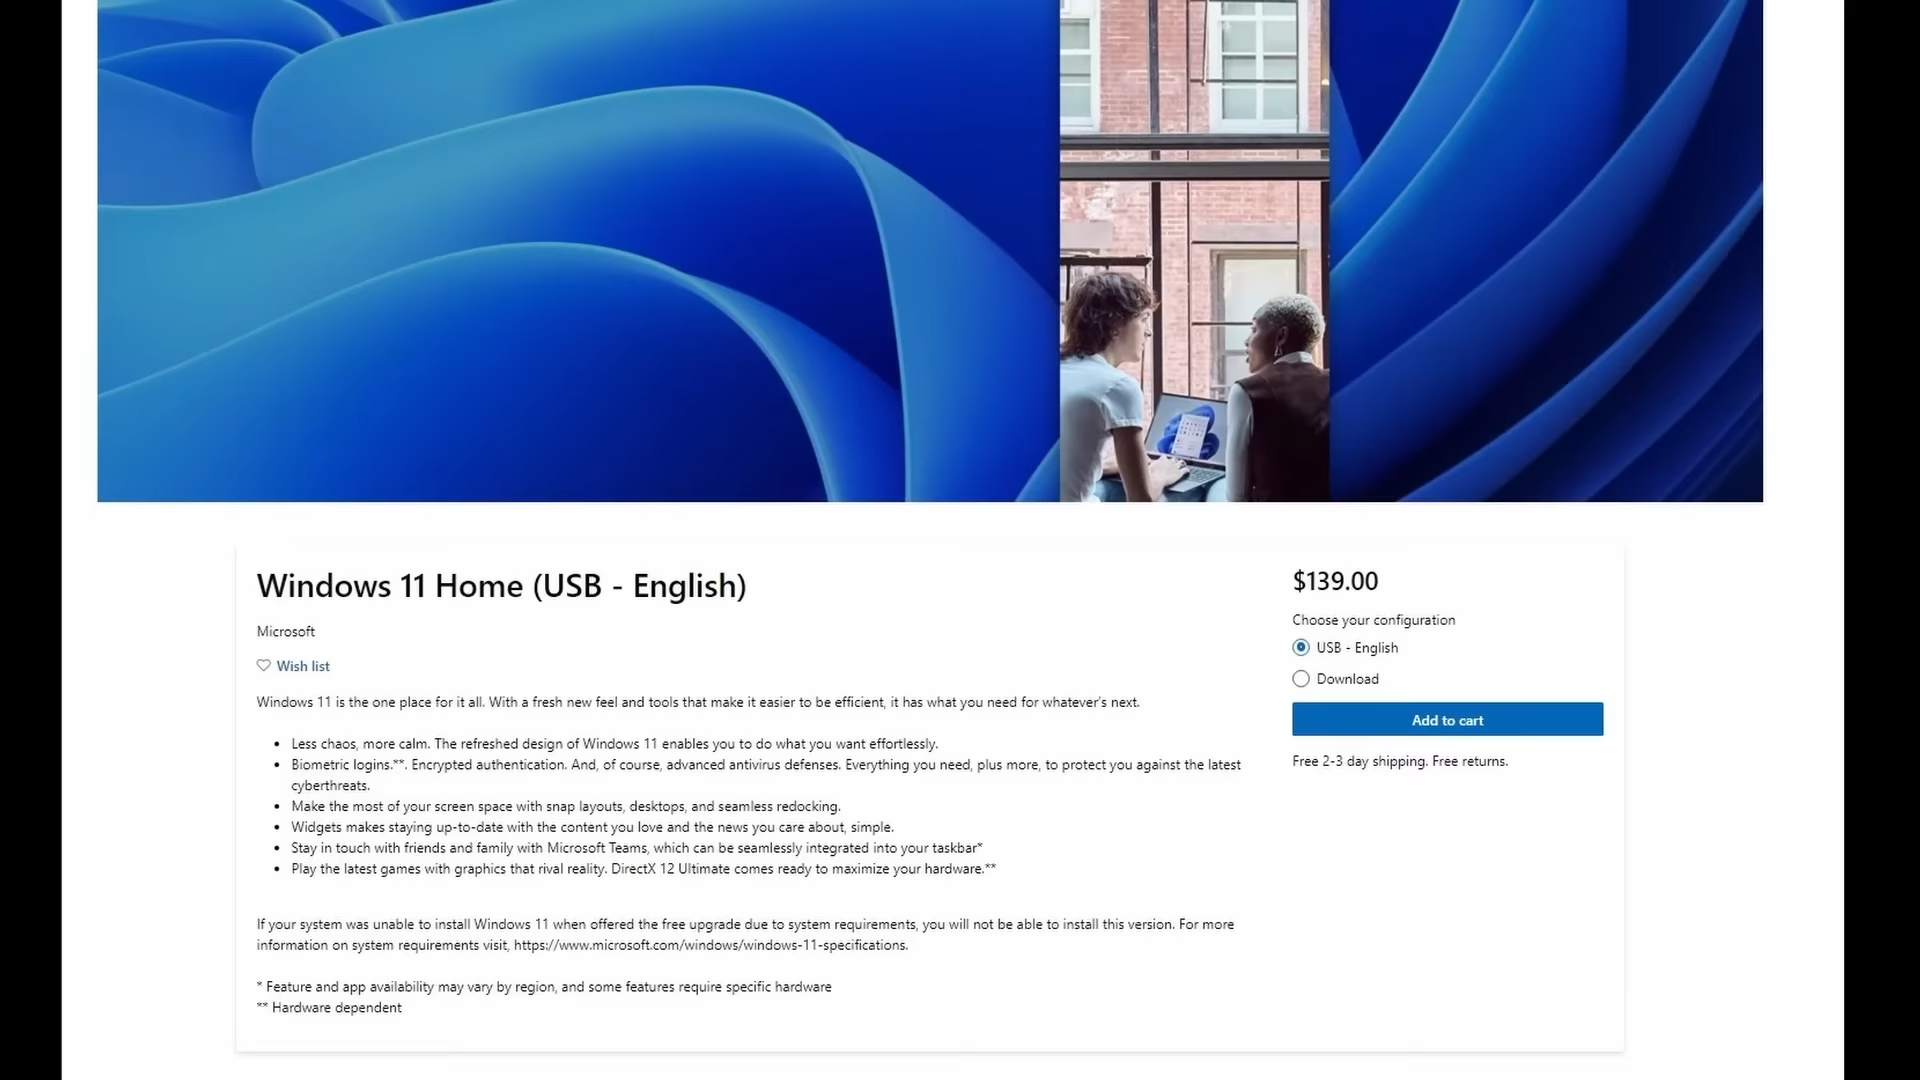 Windows 11 Home (USB - English)
Microsoft
Wish list
Windows 11 is the one place for it all. With a fresh new feel and tools that make it easier to be efficient, it has what you need for whatever's next.
• Less chaos, more calm. The refreshed design of Windows 11 enables you to do what you want effortlessly.
• Biometric logins.**. Encrypted authentication. And, of course, advanced antivirus defenses. Everything you need, plus more, to protect you against the latest
cyberthreats.
• Make the most of your screen space with snap layouts, desktops, and seamless redocking.
• Widgets makes staying up-to-date with the content you love and the news you care about, simple.
• Stay in touch with friends and family with Microsoft Teams, which can be seamlessly integrated into your taskbar*
• Play the latest games with graphics that rival reality. DirectX 12 Ultimate comes ready to maximize your hardware.**
If your system was unable to install Windows 11 when offered the free upgrade due to system requirements, you will not be able to install this version. For more
information on system requirements visit, https://www.microsoft.com/windows/windows-11-specifications.
* Feature and app availability may vary by region, and some features require specific hardware
** Hardware dependent
$139.00
Choose your configuration
USB - English
Download
Add to cart
Free 2-3 day shipping. Free returns.